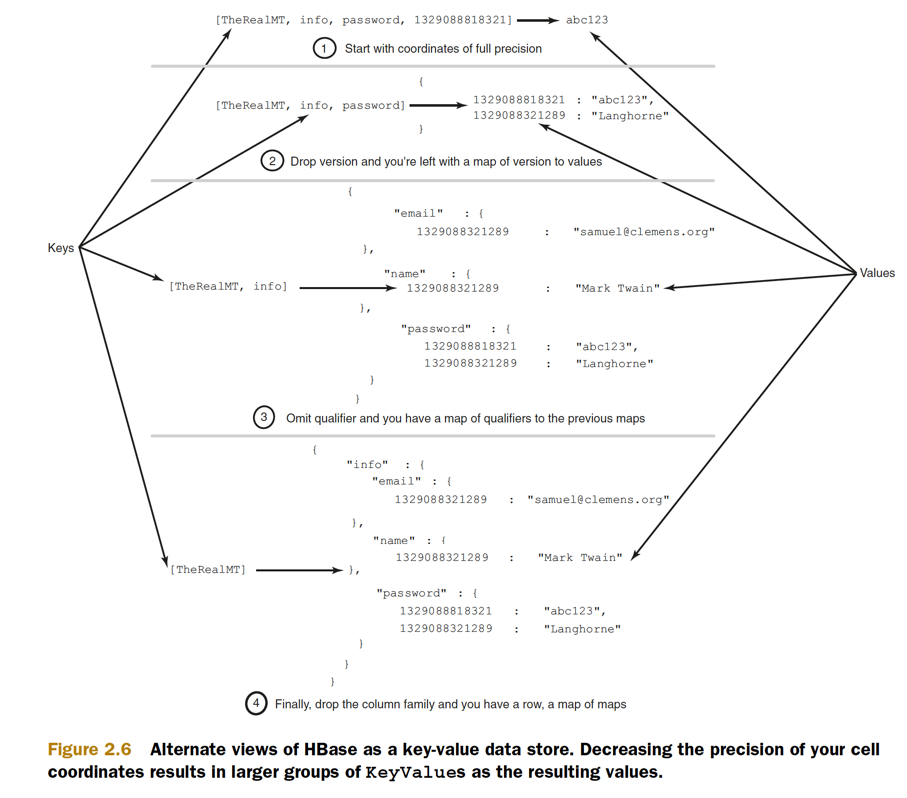 [TheRealMT, info, password, 1329088818321] abc123
1 Start with coordinates of full precision
{
[TheRealMT, info, password] 1329088818321 : "abc123",
1329088321289 : "Langhorne"
}
2 Drop version and you're left with a map of version to values
{
"email" : {
1329088321289 : "samuel@clemens.org"
},
Keys
Values
"name" : {
[TheRealMT, info] 1329088321289 : "Mark Twain"
},
"password" : {
1329088818321 : "abc123",
1329088321289 : "Langhorne"
}
}
3 Omit qualifier and you have a map of qualifiers to the previous maps
{
"info" : {
"email" : {
1329088321289 : "samuel@clemens.org"
},
"name" : {
1329088321289 : "Mark Twain"
[TheRealMT] },
"password" : {
1329088818321 : "abc123",
1329088321289 : "Langhorne"
}
}
}
4 Finally, drop the column family and you have a row, a map of maps
Figure 2.6 Alternate views of HBase as a key-value data store. Decreasing the precision of your cell
coordinates results in larger groups of KeyValues as the resulting values.